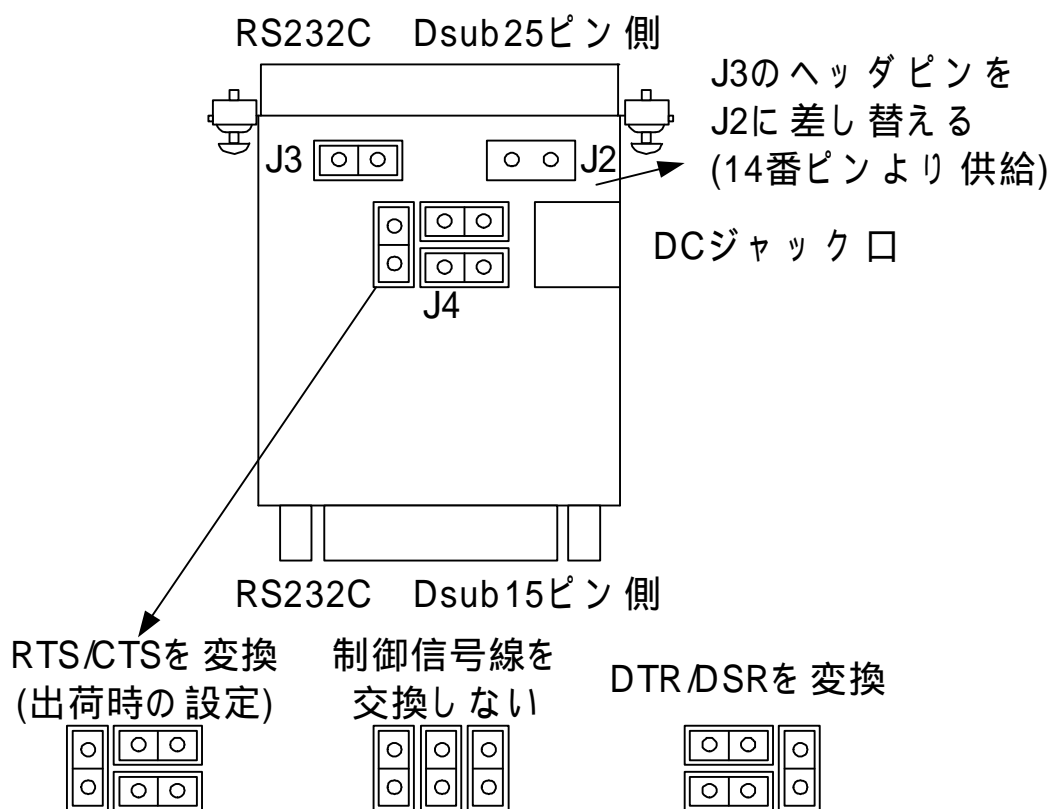 RS232C Dsub25ピン側
J3のヘッダピンを
J2に差し替える
(14番ピンより供給)
J3
J2
DCジャック口
J4
RS232C Dsub15ピン側
RTS/CTSを変換
(出荷時の設定)
制御信号線を
交換しない
DTR/DSRを変換